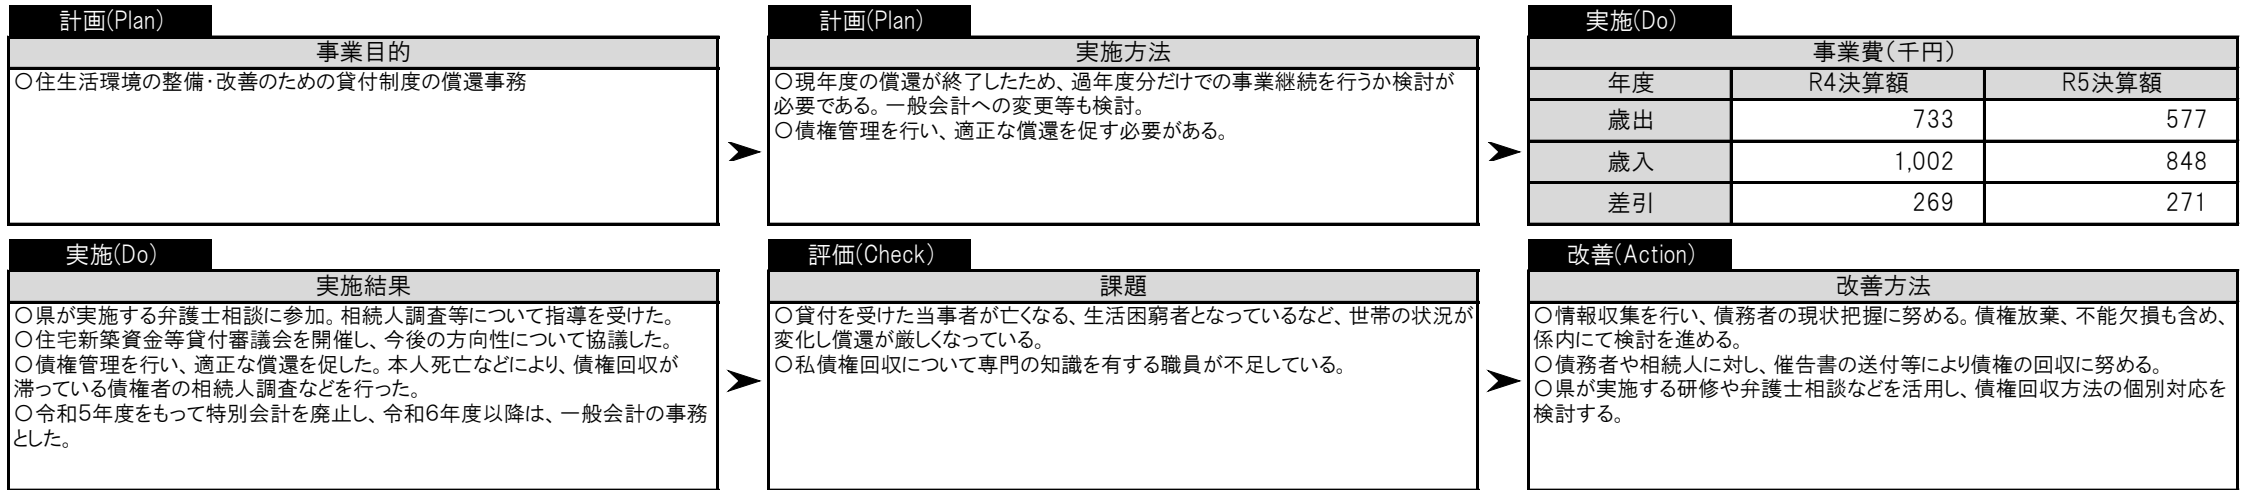 計画(Plan)
事業目的
〇住生活環境の整備・改善のための貸付制度の償還事務
計画(Plan)
実施方法
〇現年度の償還が終了したため、過年度分だけでの事業継続を行うか検討が
必要である。一般会計への変更等も検討。
〇債権管理を行い、適正な償還を促す必要がある。
実施(Do)
事業費(千円)
年度 R4決算額 R5決算額
歳出 733 577
歳入 1,002 848
差引 269 271
実施(Do)
実施結果
〇県が実施する弁護士相談に参加。相続人調査等について指導を受けた。
〇住宅新築資金等貸付審議会を開催し、今後の方向性について協議した。
〇債権管理を行い、適正な償還を促した。本人死亡などにより、債権回収が
滞っている債権者の相続人調査などを行った。
〇令和5年度をもって特別会計を廃止し、令和6年度以降は、一般会計の事務
とした。
評価(Check)
課題
〇貸付を受けた当事者が亡くなる、生活困窮者となっているなど、世帯の状況が
変化し償還が厳しくなっている。
〇私債権回収について専門の知識を有する職員が不足している。
改善(Action)
改善方法
〇情報収集を行い、債務者の現状把握に努める。債権放棄、不能欠損も含め、
係内にて検討を進める。
〇債務者や相続人に対し、催告書の送付等により債権の回収に努める。
〇県が実施する研修や弁護士相談などを活用し、債権回収方法の個別対応を
検討する。